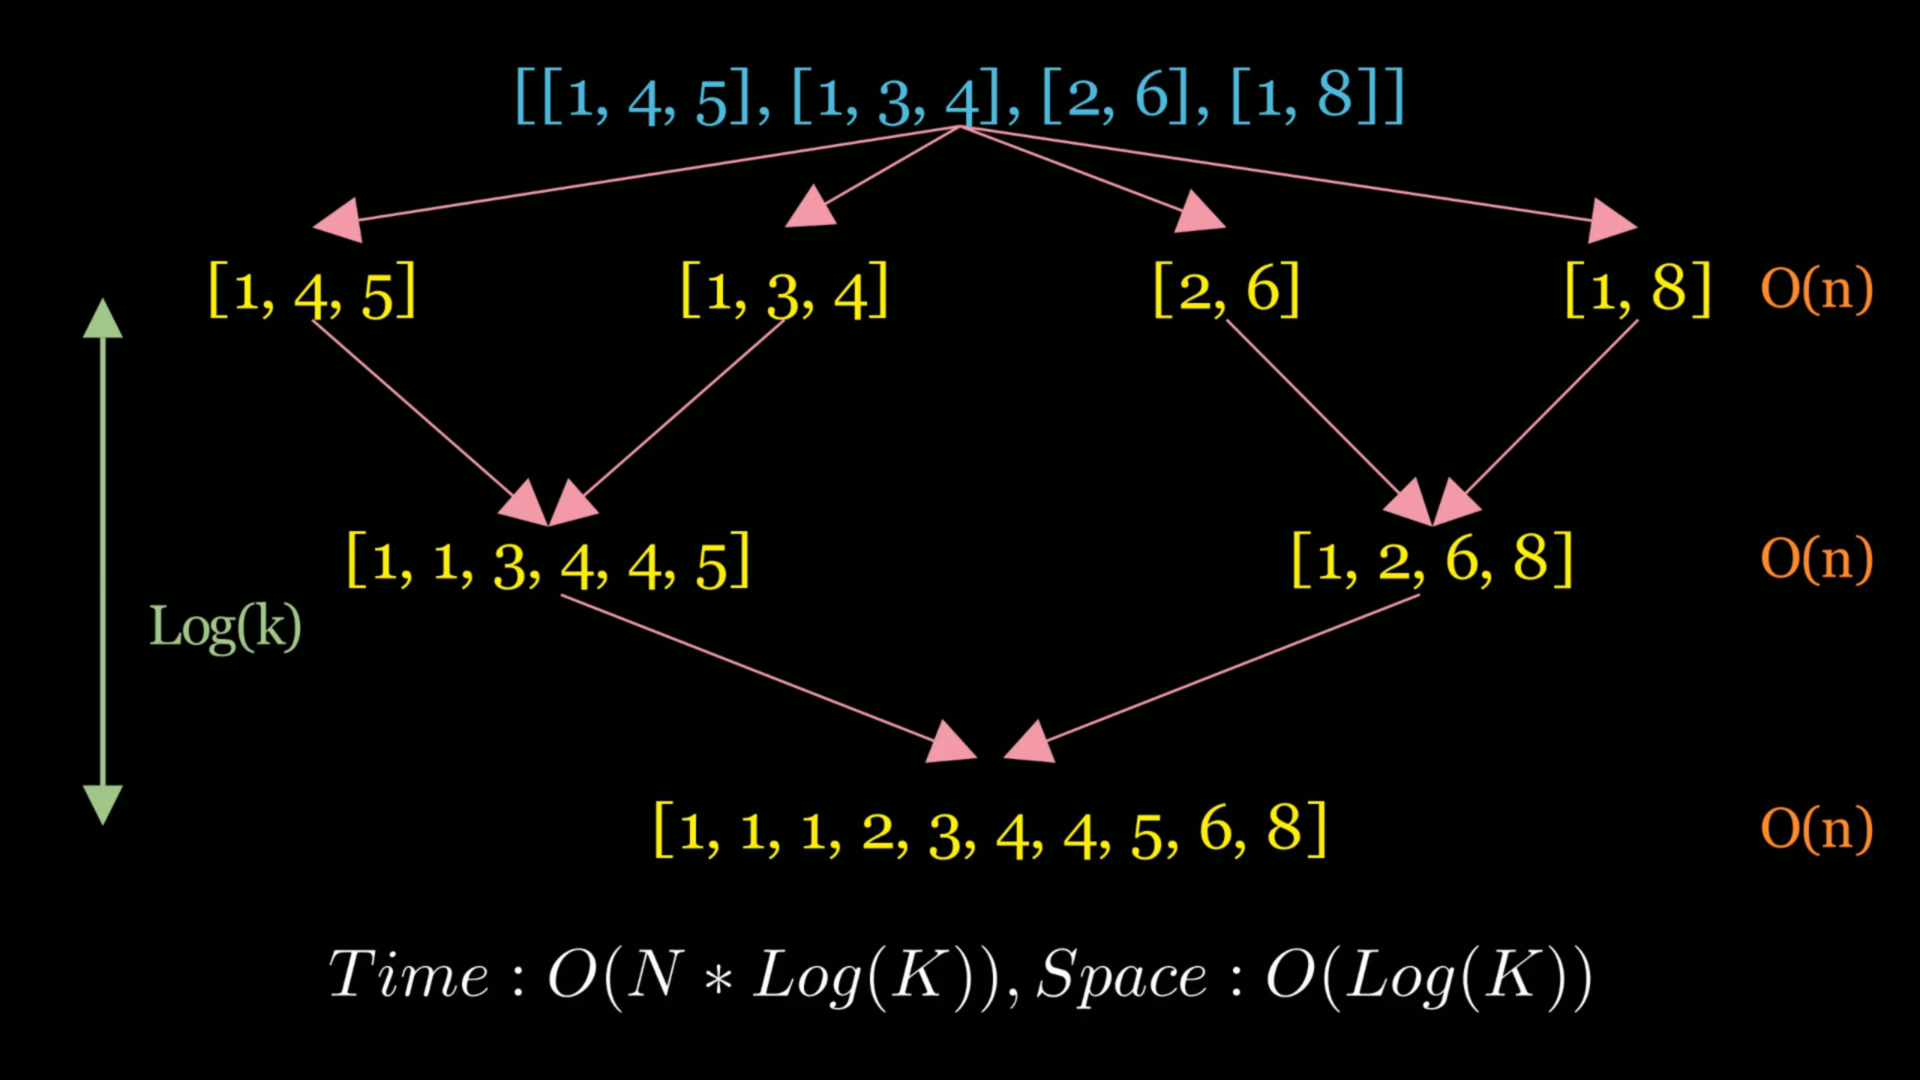 [[1, 4, 5], [1, 3, 4], [2, 6], [1, 8]]
[1, 4, 5] [1, 3, 4] [2, 6] [1, 8] O(n)
[1, 1, 3, 4, 4, 5] [1, 2, 6, 8] O(n)
Log(k)
[1, 1, 1, 2, 3, 4, 4, 5, 6, 8] O(n)
Time : O(N * Log(K)), Space : O(Log(K))